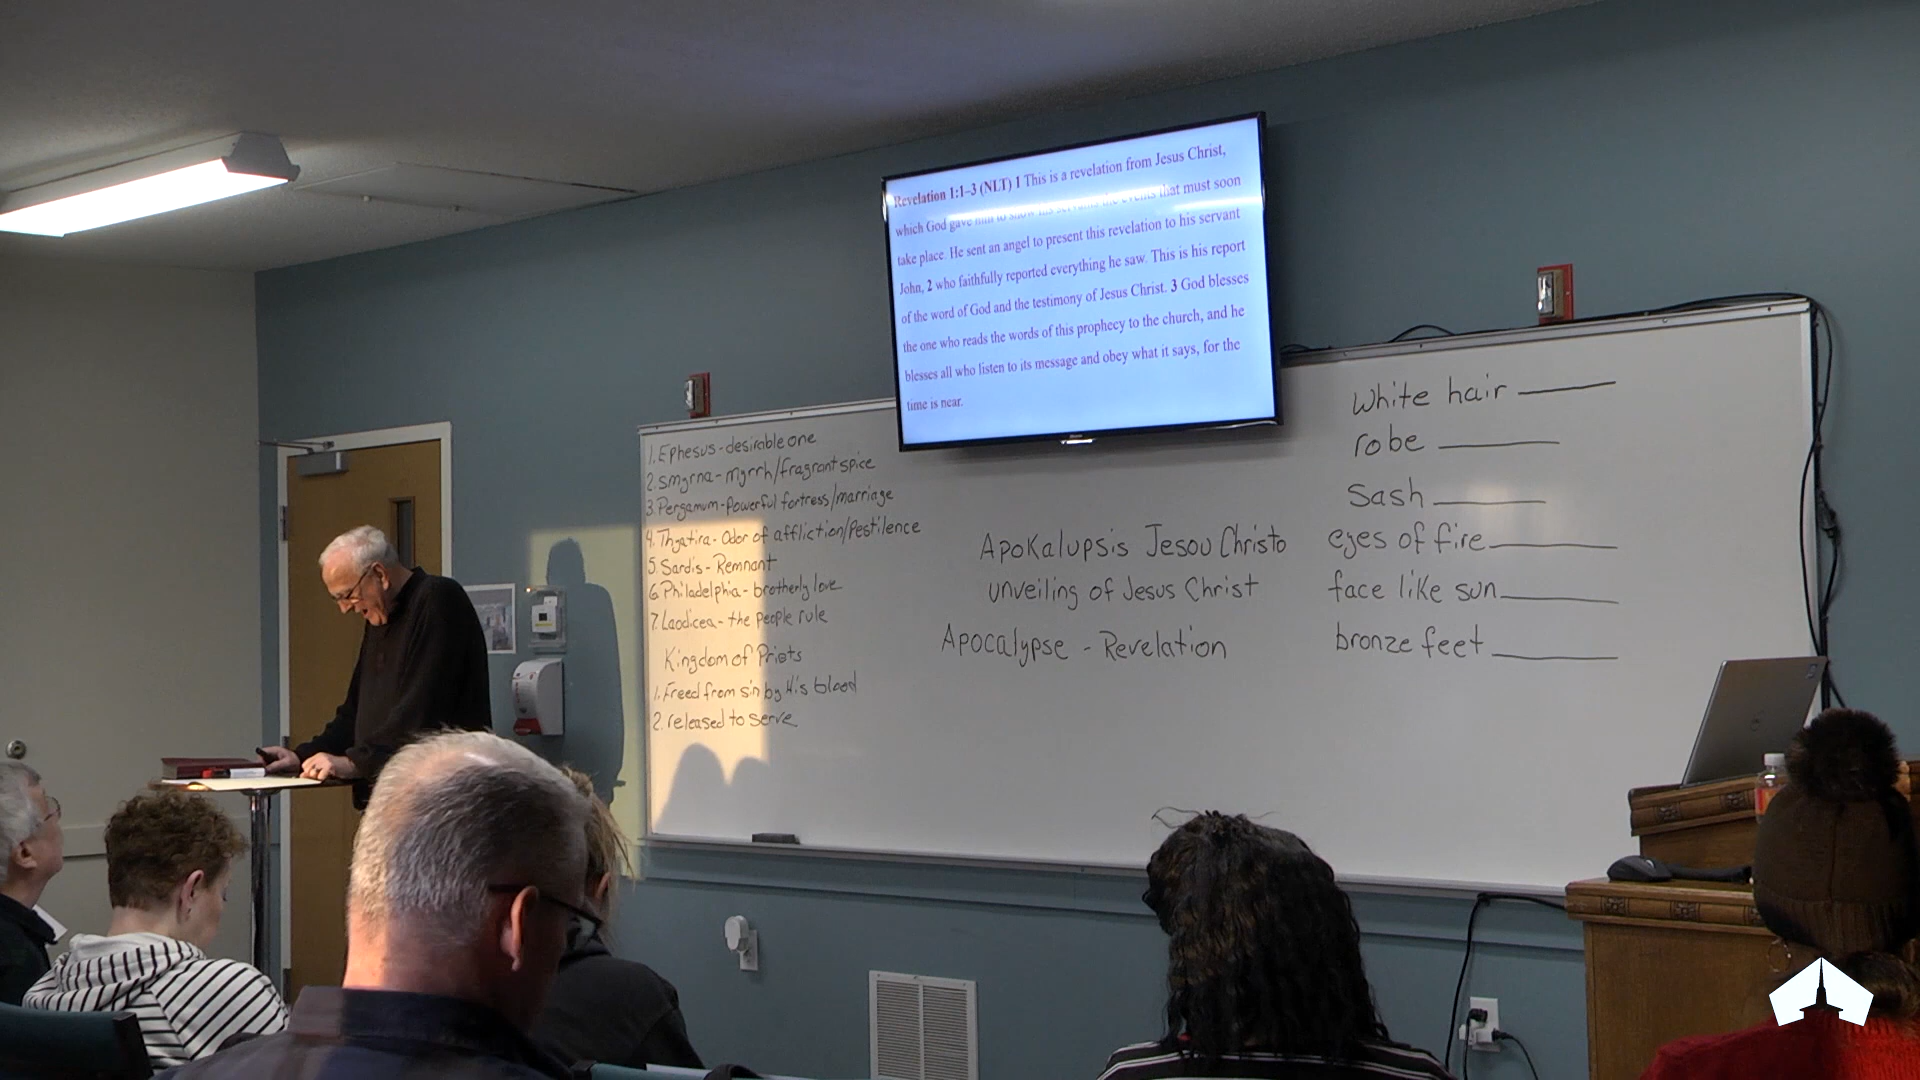 Revelation 1:1–3 (NLT) 1 This is a revelation from Jesus Christ,
which God gave him to show his servants the events that must soon
take place. He sent an angel to present this revelation to his servant
John, 2 who faithfully reported everything he saw. This is his report
of the word of God and the testimony of Jesus Christ. 3 God blesses
the one who reads the words of this prophecy to the church, and he
blesses all who listen to its message and obey what it says, for the
time is near.
1. Ephesus - desirable one
2. Smyrna - myrrh/fragrant spice
3. Pergamum - Powerful fortress/marriage
4. Thyatira - Odor of affliction/Pestilence
5. Sardis - Remnant
6. Philadelphia - brotherly love
7. Laodicea - the people rule
Kingdom of Priets
1. Freed from sin by His blood
2. released to serve
Apokalupsis Jesou Christo
unveiling of Jesus Christ
Apocalypse - Revelation
white hair ____
robe ____
Sash ____
eyes of fire ____
face like sun ____
bronze feet ____